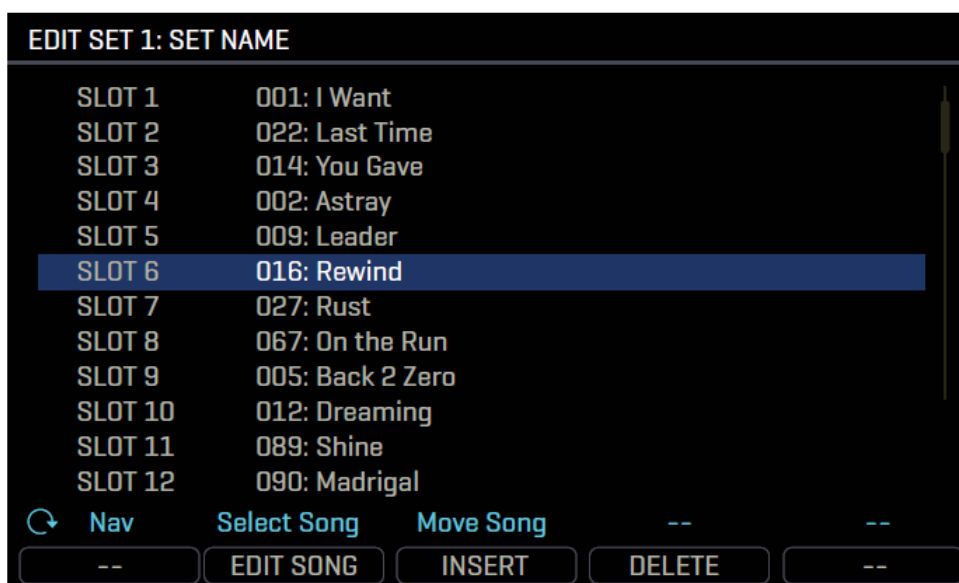 EDIT SET 1: SET NAME
SLOT 1 001: I Want
SLOT 2 022: Last Time
SLOT 3 014: You Gave
SLOT 4 002: Astray
SLOT 5 009: Leader
SLOT 6 016: Rewind
SLOT 7 027: Rust
SLOT 8 067: On the Run
SLOT 9 005: Back 2 Zero
SLOT 10 012: Dreaming
SLOT 11 089: Shine
SLOT 12 090: Madrigal
Nav Select Song Move Song -- --
-- EDIT SONG INSERT DELETE --